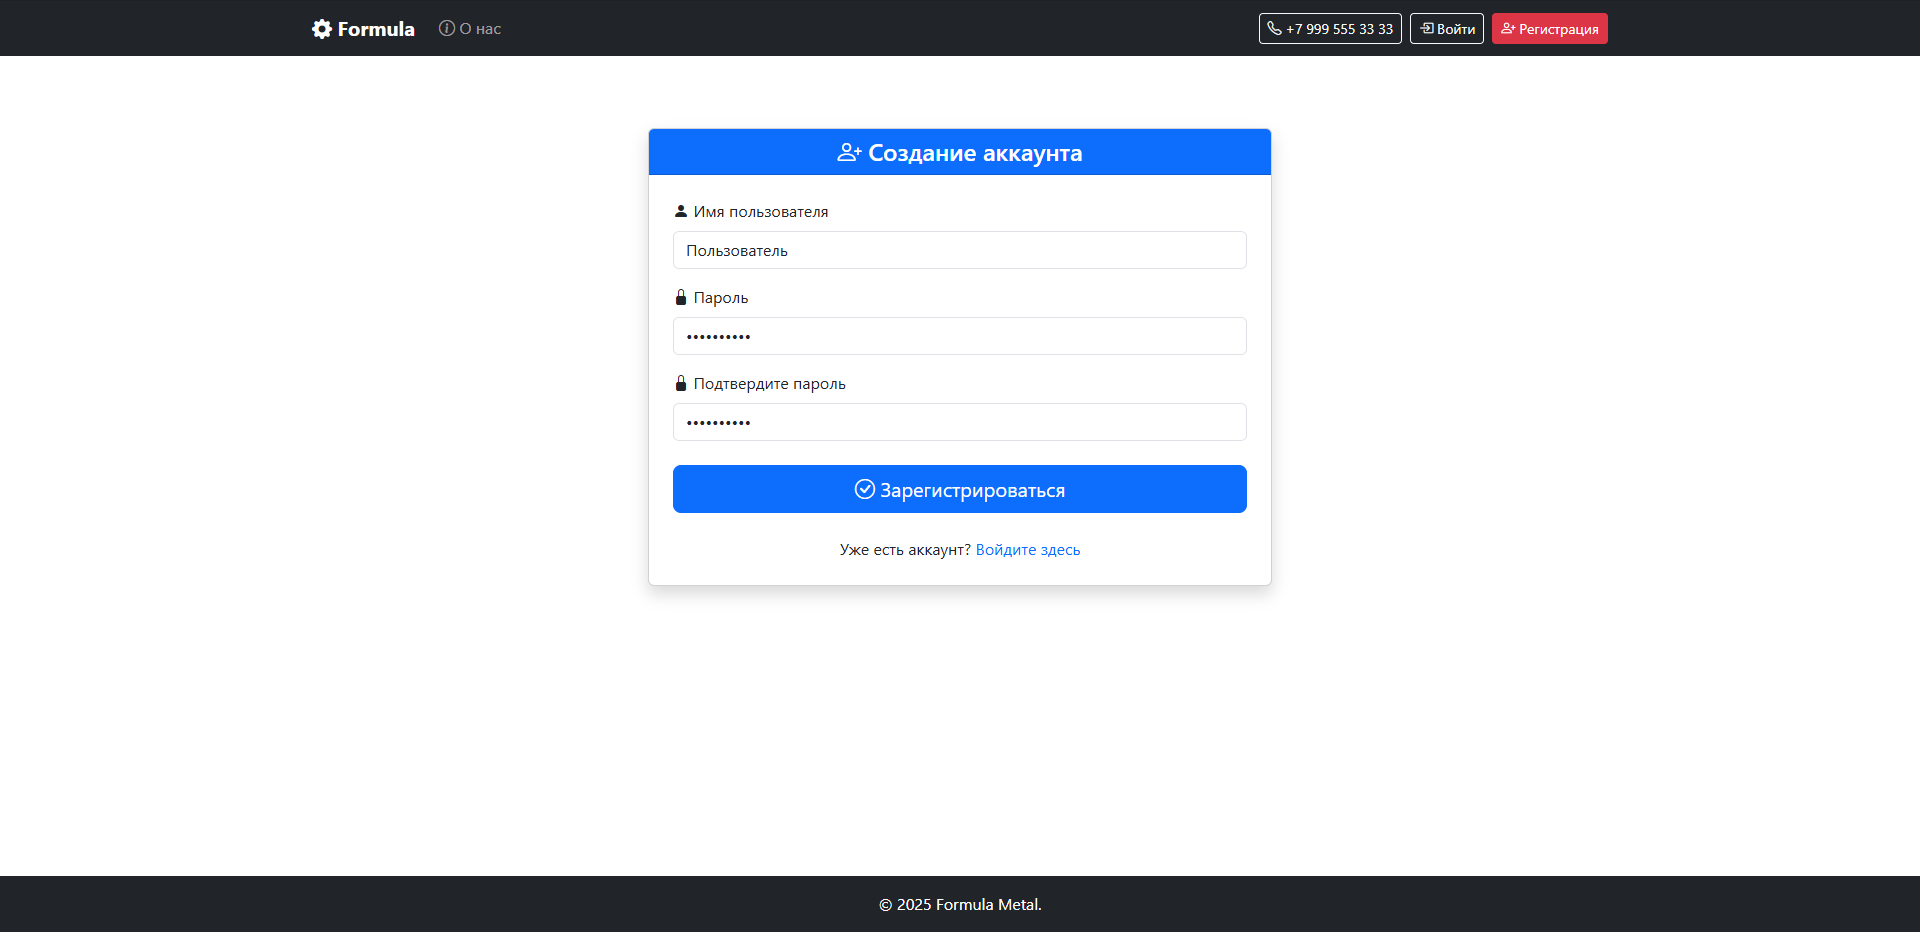 Formula О нас +7 999 555 33 33 Войти Регистрация
Создание аккаунта
Имя пользователя
Пользователь
Пароль
••••••••••
Подтвердите пароль
••••••••••
Зарегистрироваться
Уже есть аккаунт? Войдите здесь
© 2025 Formula Metal.